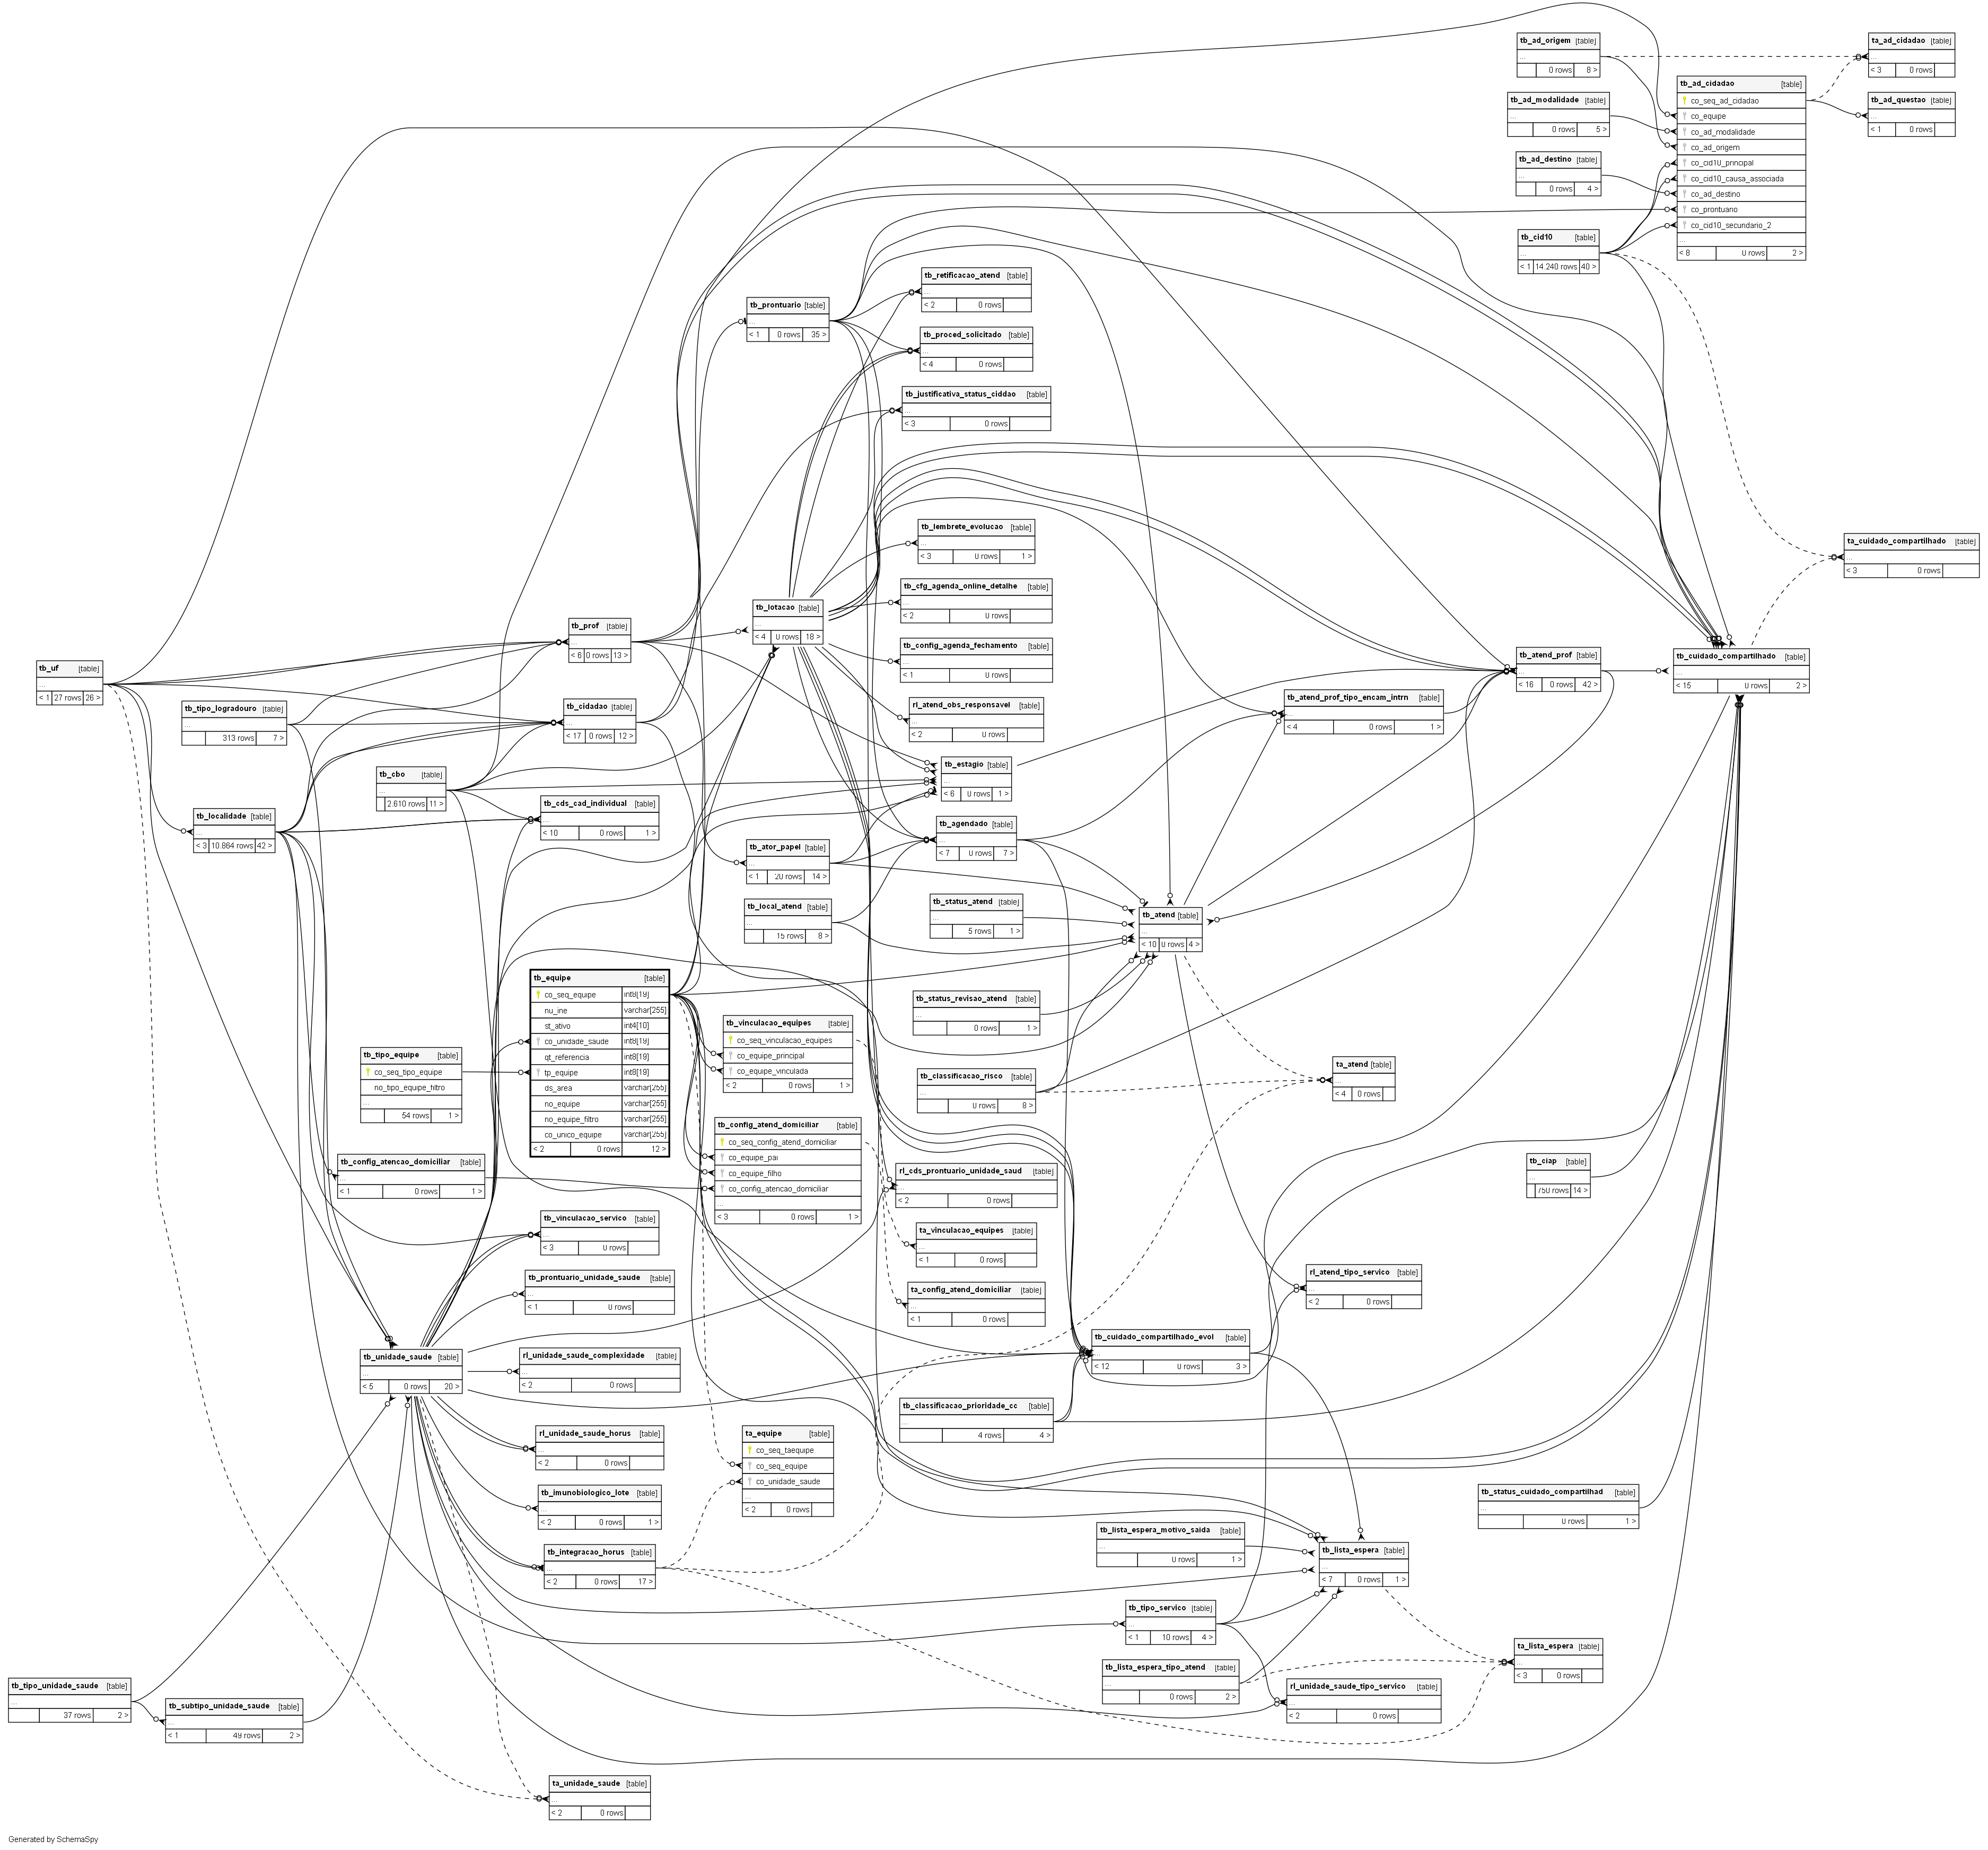 tb_ad_origem [table]
...
0 rows 8 >
ta_ad_cidadao [table]
...
< 3 0 rows
tb_ad_cidadao [table]
co_seq_ad_cidadao
co_equipe
co_ad_modalidade
co_ad_origem
co_cid10_principal
co_cid10_causa_associada
co_ad_destino
co_prontuario
co_cid10_secundario_2
...
< 8 0 rows 2 >
tb_ad_modalidade [table]
...
0 rows 5 >
tb_ad_questao [table]
...
< 1 0 rows
tb_ad_destino [table]
...
0 rows 4 >
tb_cid10 [table]
...
< 1 14.240 rows 40 >
tb_retificacao_atend [table]
...
< 2 0 rows
tb_prontuario [table]
...
< 1 0 rows 35 >
tb_proced_solicitado [table]
...
< 4 0 rows
tb_justificativa_status_ciddao [table]
...
< 3 0 rows
tb_lembrete_evolucao [table]
...
< 3 0 rows 1 >
ta_cuidado_compartilhado [table]
...
< 3 0 rows
tb_cfg_agenda_online_detalhe [table]
...
< 2 0 rows
tb_lotacao [table]
...
< 4 0 rows 18 >
tb_prof [table]
...
< 6 0 rows 13 >
tb_config_agenda_fechamento [table]
...
< 1 0 rows
tb_atend_prof [table]
...
< 16 0 rows 42 >
tb_cuidado_compartilhado [table]
...
< 15 0 rows 2 >
tb_uf [table]
...
< 1 27 rows 26 >
tb_tipo_logradouro [table]
...
313 rows 7 >
tb_cidadao [table]
...
< 17 0 rows 12 >
rl_atend_obs_responsavel [table]
...
< 2 0 rows
tb_atend_prof_tipo_encam_intrn [table]
...
< 4 0 rows 1 >
tb_cbo [table]
...
2.610 rows 11 >
tb_estagio [table]
...
< 6 0 rows 1 >
tb_localidade [table]
...
< 3 10.864 rows 42 >
tb_cds_cad_individual [table]
...
< 10 0 rows 1 >
tb_agendado [table]
...
< 7 0 rows 7 >
tb_ator_papel [table]
...
< 1 20 rows 14 >
tb_local_atend [table]
...
15 rows 8 >
tb_status_atend [table]
...
5 rows 1 >
tb_atend [table]
...
< 10 0 rows 4 >
tb_equipe [table]
co_seq_equipe int8[19]
nu_ine varchar[255]
st_ativo int4[10]
co_unidade_saude int8[19]
qt_referencia int8[19]
tp_equipe int8[19]
ds_area varchar[255]
no_equipe varchar[255]
no_equipe_filtro varchar[255]
co_unico_equipe varchar[255]
< 2 0 rows 12 >
tb_status_revisao_atend [table]
...
0 rows 1 >
tb_vinculacao_equipes [table]
co_seq_vinculacao_equipes
co_equipe_principal
co_equipe_vinculada
< 2 0 rows 1 >
tb_tipo_equipe [table]
co_seq_tipo_equipe
no_tipo_equipe_filtro
...
54 rows 1 >
tb_classificacao_risco [table]
...
0 rows 8 >
ta_atend [table]
...
< 4 0 rows
tb_config_atend_domiciliar [table]
co_seq_config_atend_domiciliar
co_equipe_pai
co_equipe_filho
co_config_atencao_domiciliar
...
< 3 0 rows 1 >
tb_config_atencao_domiciliar [table]
...
< 1 0 rows 1 >
rl_cds_prontuario_unidade_saud [table]
...
< 2 0 rows
tb_ciap [table]
...
750 rows 14 >
tb_vinculacao_servico [table]
...
< 3 0 rows
ta_vinculacao_equipes [table]
...
< 1 0 rows
tb_prontuario_unidade_saude [table]
...
< 1 0 rows
ta_config_atend_domiciliar [table]
...
< 1 0 rows
rl_atend_tipo_servico [table]
...
< 2 0 rows
tb_unidade_saude [table]
...
< 5 0 rows 20 >
rl_unidade_saude_complexidade [table]
...
< 2 0 rows
tb_cuidado_compartilhado_evol [table]
...
< 12 0 rows 3 >
tb_classificacao_prioridade_cc [table]
...
4 rows 4 >
rl_unidade_saude_horus [table]
...
< 2 0 rows
ta_equipe [table]
co_seq_taequipe
co_seq_equipe
co_unidade_saude
...
< 2 0 rows
tb_imunobiologico_lote [table]
...
< 2 0 rows 1 >
tb_status_cuidado_compartilhad [table]
...
0 rows 1 >
tb_integracao_horus [table]
...
< 2 0 rows 17 >
tb_lista_espera_motivo_saida [table]
...
0 rows 1 >
tb_lista_espera [table]
...
< 7 0 rows 1 >
tb_tipo_servico [table]
...
< 1 10 rows 4 >
ta_lista_espera [table]
...
< 3 0 rows
tb_lista_espera_tipo_atend [table]
...
0 rows 2 >
rl_unidade_saude_tipo_servico [table]
...
< 2 0 rows
tb_tipo_unidade_saude [table]
...
37 rows 2 >
tb_subtipo_unidade_saude [table]
...
< 1 49 rows 2 >
ta_unidade_saude [table]
...
< 2 0 rows
Generated by SchemaSpy